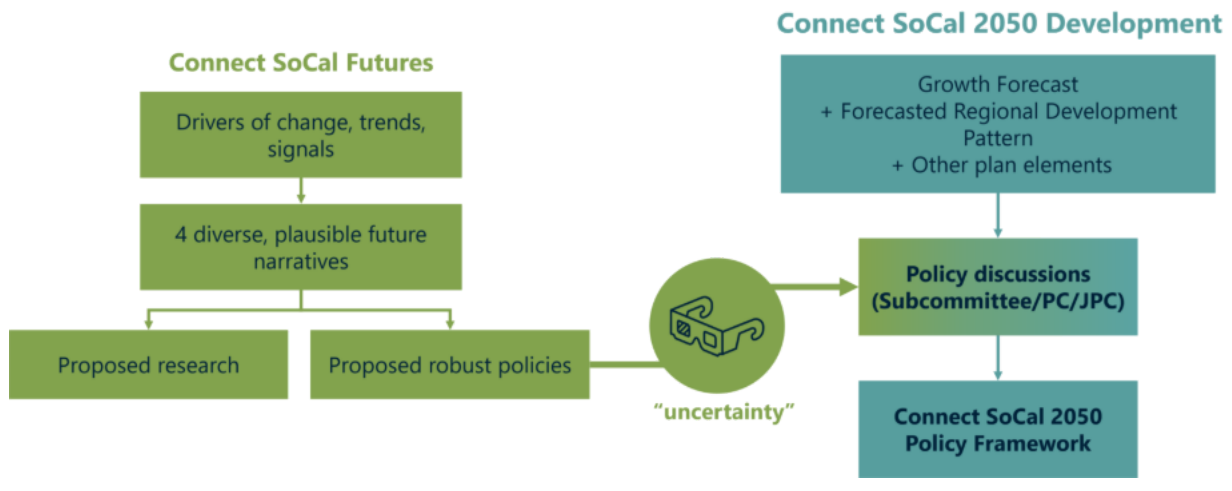 Connect SoCal Futures
Drivers of change, trends,
signals
4 diverse, plausible future
narratives
Proposed research
Proposed robust policies
"uncertainty"
Connect SoCal 2050 Development
Growth Forecast
+ Forecasted Regional Development
Pattern
+ Other plan elements
Policy discussions
(Subcommittee/PC/JPC)
Connect SoCal 2050
Policy Framework